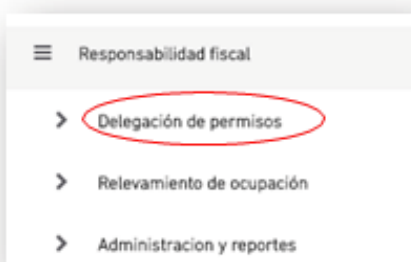 Responsabilidad fiscal
Delegación de permisos
Relevamiento de ocupación
Administracion y reportes